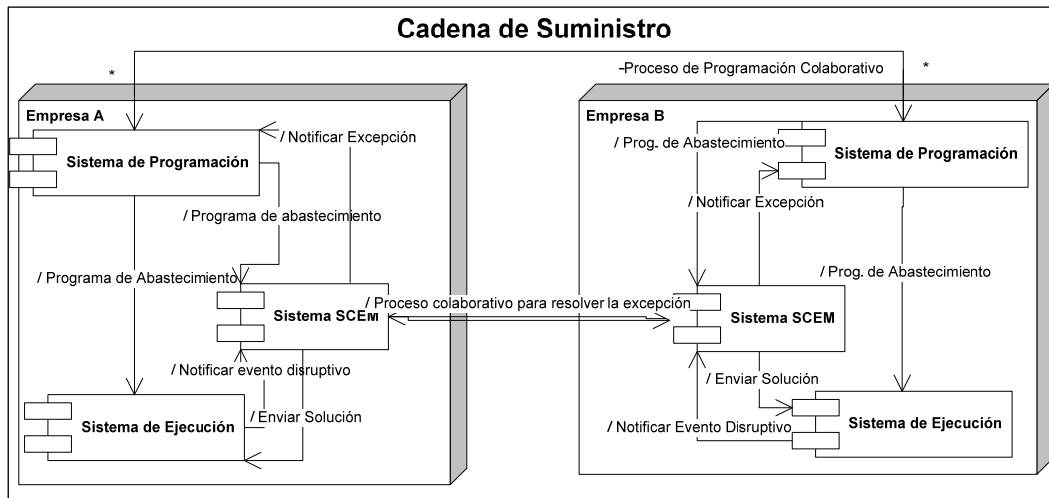 Cadena de Suministro
-Proceso de Programación Colaborativo
*
*
Empresa A
Sistema de Programación
/ Notificar Excepción
/ Programa de abastecimiento
/ Programa de Abastecimiento
Sistema SCEM
/ Notificar evento disruptivo
/ Enviar Solución
Sistema de Ejecución
/ Proceso colaborativo para resolver la excepción
Empresa B
/ Prog. de Abastecimiento
Sistema de Programación
/ Notificar Excepción
/ Prog. de Abastecimiento
Sistema SCEM
/ Enviar Solución
/ Notificar Evento Disruptivo
Sistema de Ejecución